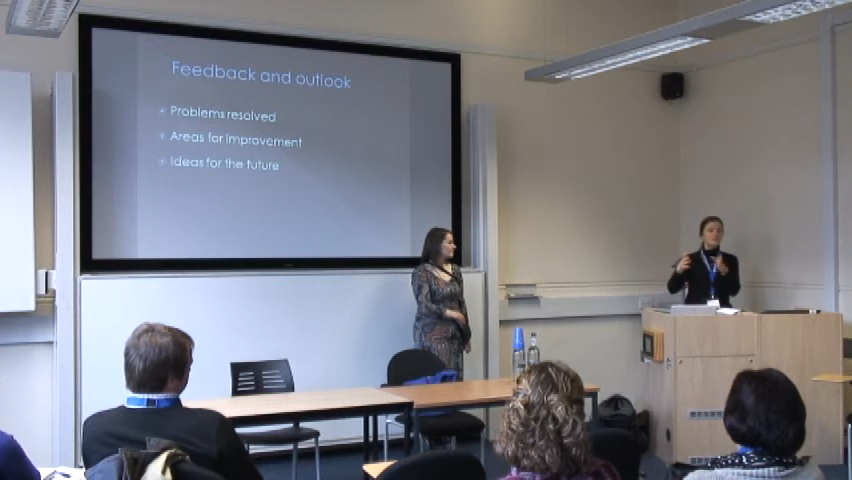 Feedback and outlook
Problems resolved
Areas for improvement
Ideas for the future